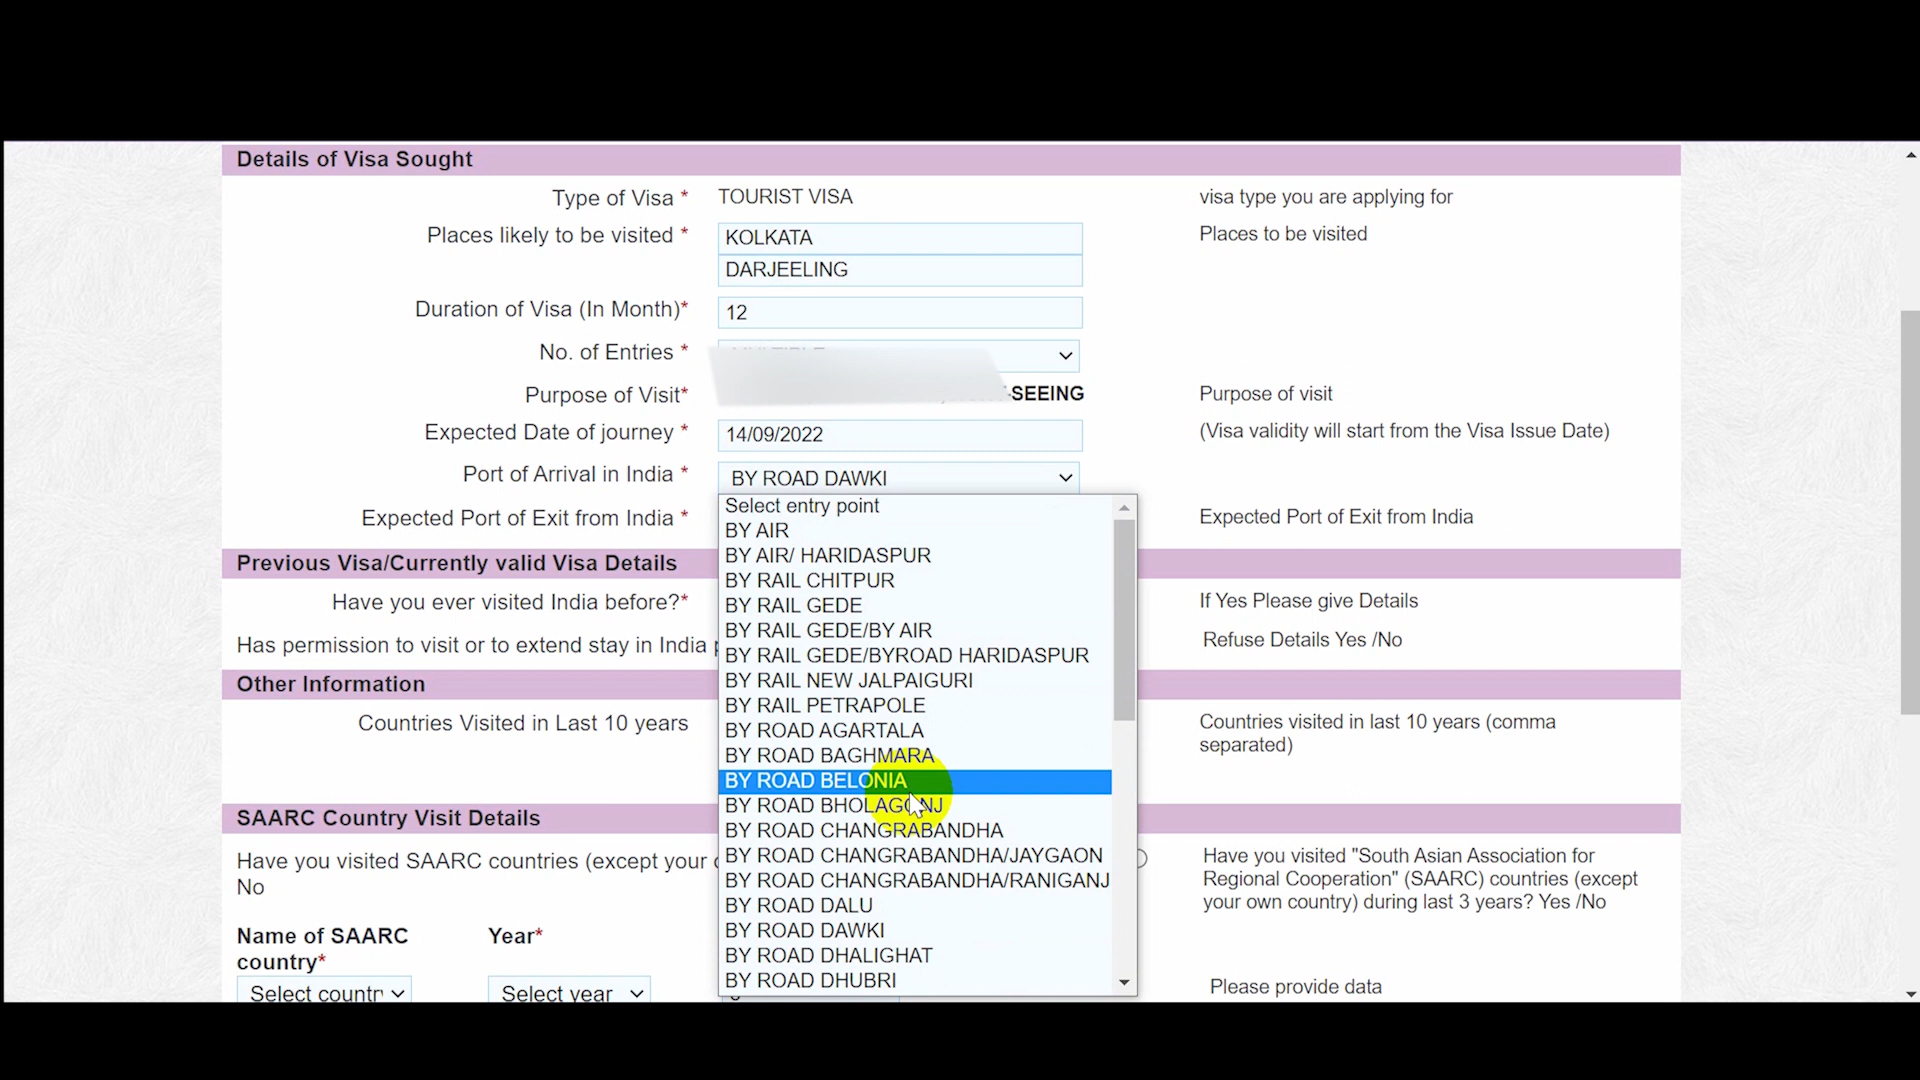 Details of Visa Sought
Type of Visa * TOURIST VISA visa type you are applying for
Places likely to be visited * KOLKATA Places to be visited
DARJEELING
Duration of Visa (In Month)* 12
No. of Entries *
Purpose of Visit* -SEEING Purpose of visit
Expected Date of journey * 14/09/2022 (Visa validity will start from the Visa Issue Date)
Port of Arrival in India * BY ROAD DAWKI
Select entry point
Expected Port of Exit from India * Expected Port of Exit from India
BY AIR
BY AIR/ HARIDASPUR
Previous Visa/Currently valid Visa Details
BY RAIL CHITPUR
Have you ever visited India before?* BY RAIL GEDE If Yes Please give Details
BY RAIL GEDE/BY AIR
Has permission to visit or to extend stay in India Refuse Details Yes /No
BY RAIL GEDE/BYROAD HARIDASPUR
Other Information
BY RAIL NEW JALPAIGURI
BY RAIL PETRAPOLE
Countries Visited in Last 10 years BY ROAD AGARTALA Countries visited in last 10 years (comma
separated)
BY ROAD BAGHMARA
BY ROAD BELONIA
BY ROAD BHOLAGONJ
SAARC Country Visit Details
BY ROAD CHANGRABANDHA
BY ROAD CHANGRABANDHA/JAYGAON
Have you visited SAARC countries (except your
No
Have you visited "South Asian Association for
Regional Cooperation" (SAARC) countries (except
your own country) during last 3 years? Yes /No
BY ROAD CHANGRABANDHA/RANIGANJ
BY ROAD DALU
BY ROAD DAWKI
Name of SAARC Year*
country*
BY ROAD DHALIGHAT
BY ROAD DHUBRI
Select country Select year Please provide data